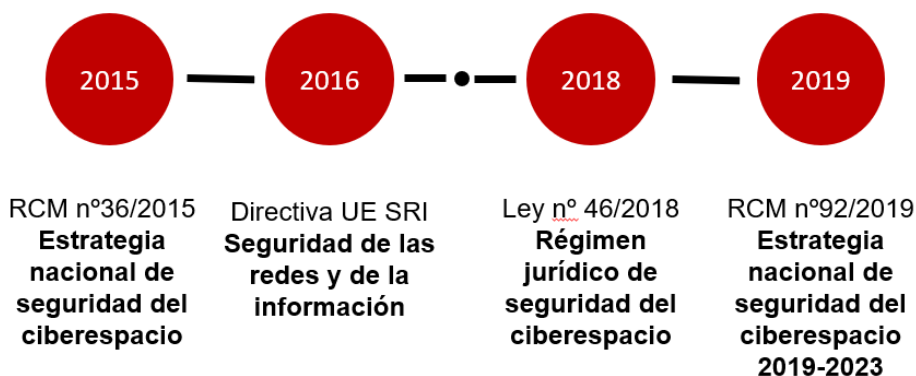 2015
2016
2018
2019
RCM nº36/2015
Estrategia
nacional de
seguridad del
ciberespacio
Directiva UE SRI
Seguridad de las
redes y de la
información
Ley nº 46/2018
Régimen
jurídico de
seguridad del
ciberespacio
RCM nº92/2019
Estrategia
nacional de
seguridad del
ciberespacio
2019-2023